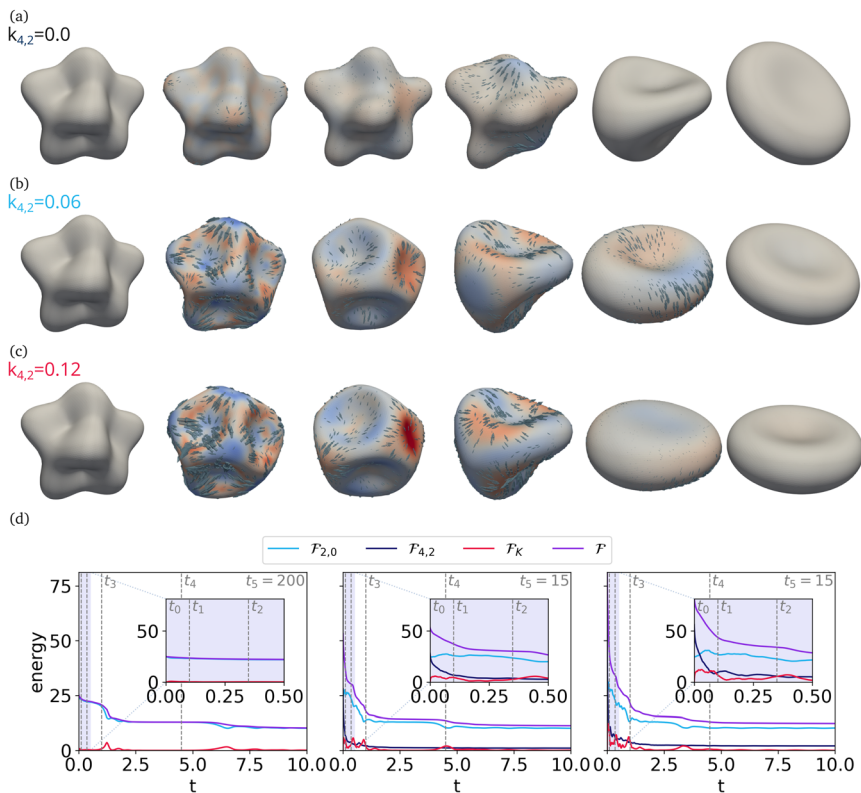 (a)
k4,2=0.0
(b)
k4,2=0.06
(c)
k4,2=0.12
(d)
F2,0 F4,2 FK F
energy
75
50
25
0
t3 t4 t5 = 200
t0 t1 t2
50
0
0.00 0.25 0.50
0.0 2.5 5.0 7.5 10.0
t
t3 t4 t5 = 15
t0 t1 t2
50
0
0.00 0.25 0.50
0.0 2.5 5.0 7.5 10.0
t
t3 t4 t5 = 15
t0 t1 t2
50
0
0.00 0.25 0.50
0.0 2.5 5.0 7.5 10.0
t